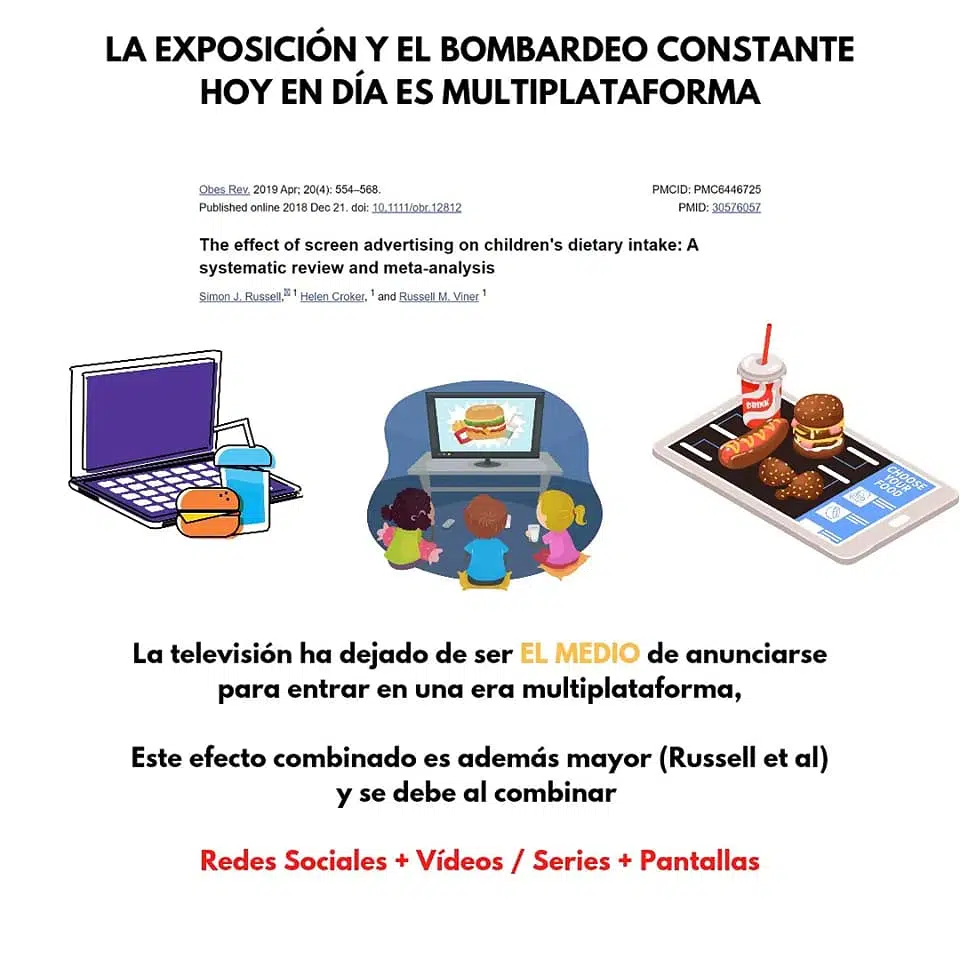 LA EXPOSICIÓN Y EL BOMBARDEO CONSTANTE
HOY EN DÍA ES MULTIPLATAFORMA
Obes Rev. 2019 Apr; 20(4): 554–568.
PMCID: PMC6446725
Published online 2018 Dec 21. doi: 10.1111/obr.12812
PMID: 30576057
The effect of screen advertising on children's dietary intake: A
systematic review and meta-analysis
Simon J. Russell, 1 Helen Croker, 1 and Russell M. Viner 1
DRINK
CHOOSE
YOUR
FOOD
La televisión ha dejado de ser EL MEDIO de anunciarse
para entrar en una era multiplataforma,
Este efecto combinado es además mayor (Russell et al)
y se debe al combinar
Redes Sociales + Vídeos / Series + Pantallas